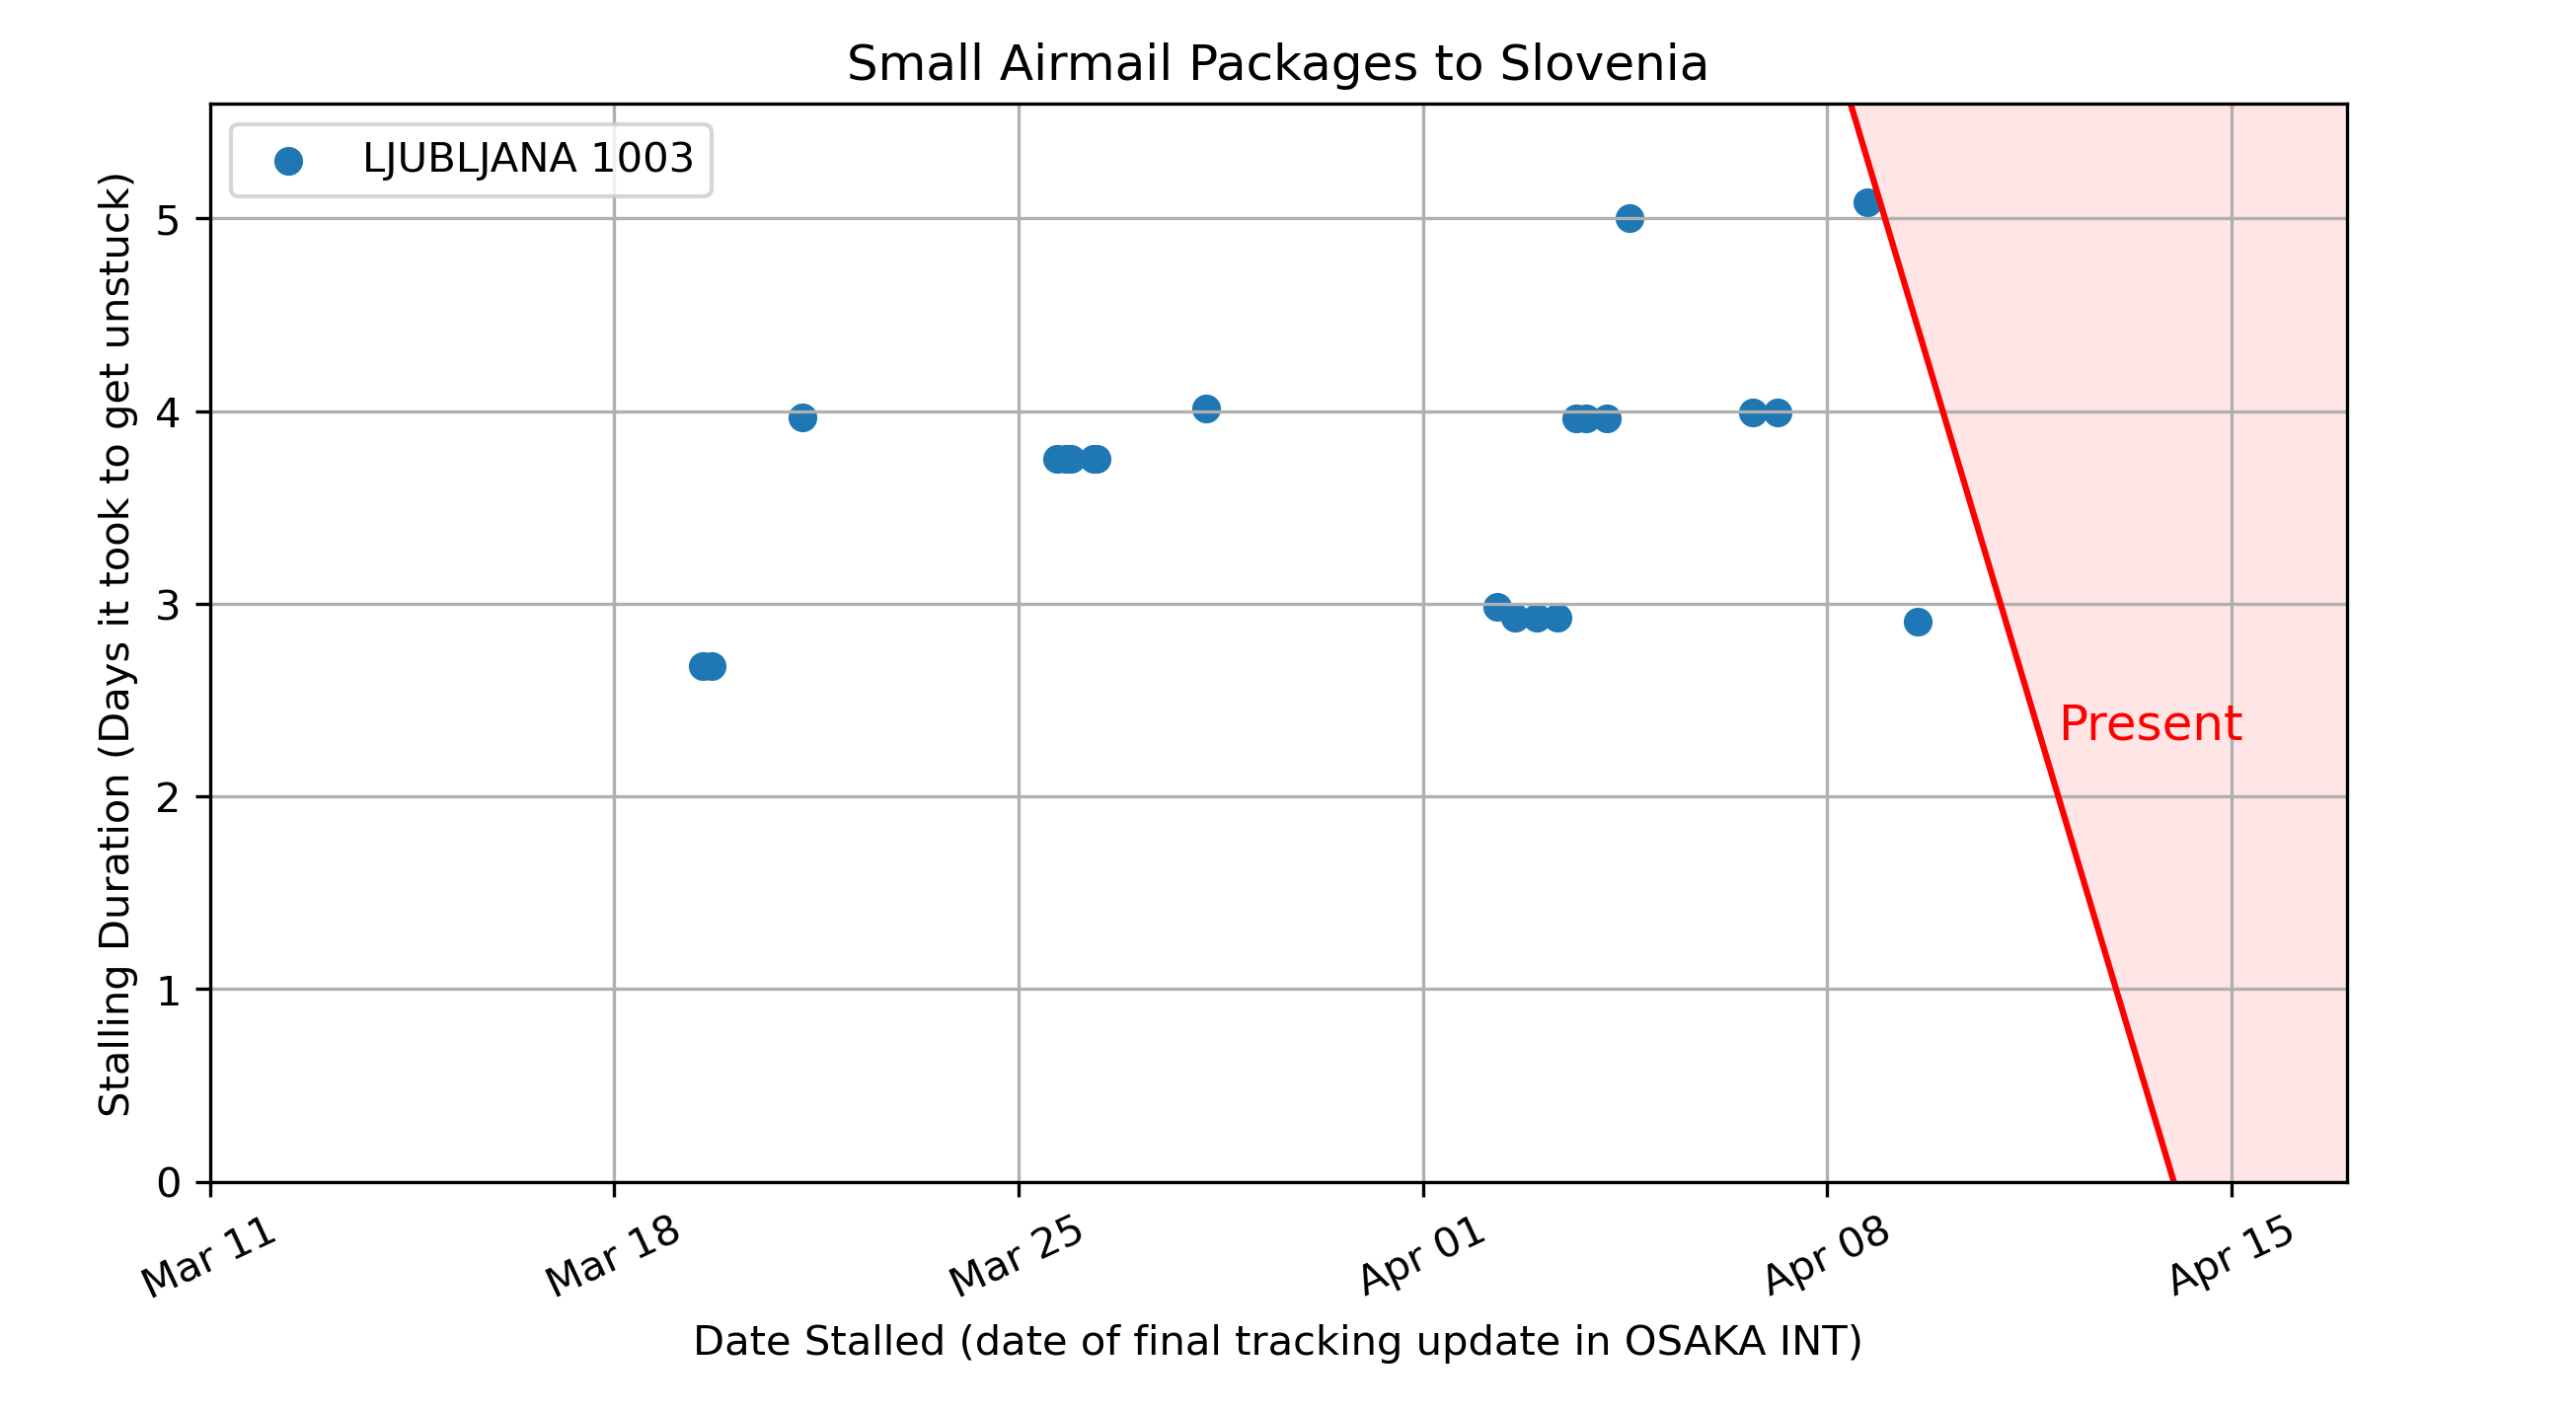 Small Airmail Packages to Slovenia
LJUBLJANA 1003
Stalling Duration (Days it took to get unstuck)
5
4
3
2
1
0
Present
Mar 11
Mar 18
Mar 25
Apr 01
Apr 08
Apr 15
Date Stalled (date of final tracking update in OSAKA INT)